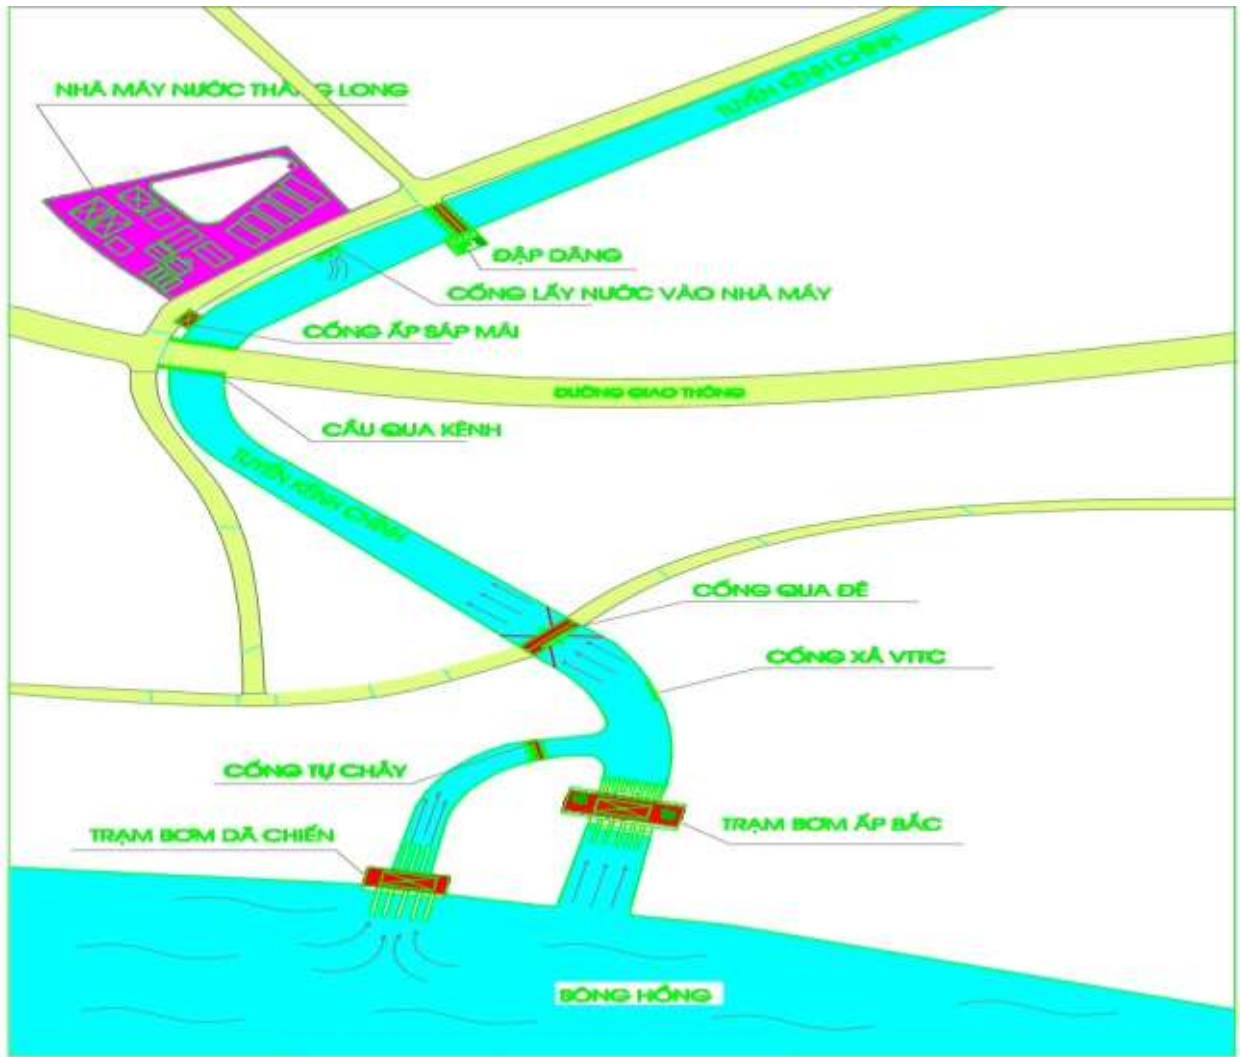 TUYẾN KÊNH CHÍNH
NHÀ MÁY NƯỚC THĂNG LONG
ĐẬP DÂNG
CỐNG LẤY NƯỚC VÀO NHÀ MÁY
CỐNG ẤP SÁP MÃI
ĐƯỜNG GIAO THÔNG
CẦU QUA KÊNH
TUYẾN KÊNH CHÍNH
CỐNG QUA ĐÊ
CỐNG XẢ VTTC
CỐNG TỰ CHẢY
TRẠM BƠM ẤP BẮC
TRẠM BƠM DÃ CHIẾN
SÔNG HỒNG